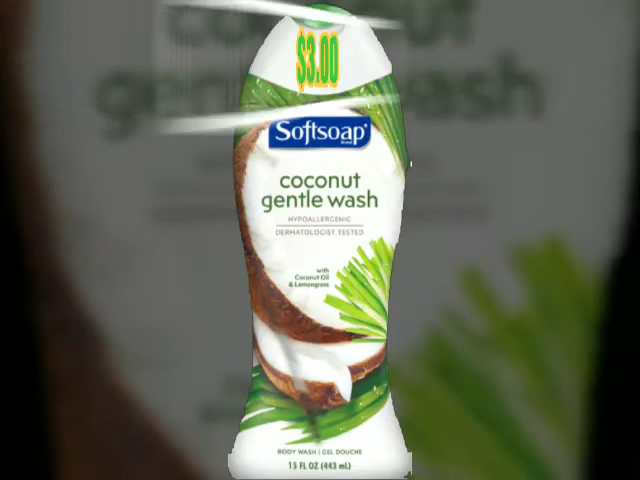 $3.00
Softsoap
BRAND
coconut
gentle wash
HYPOALLERGENIC
DERMATOLOGIST TESTED
with
Coconut Oil
& Lemongrass
BODY WASH | GEL DOUCHE
15 FL OZ (443 mL)